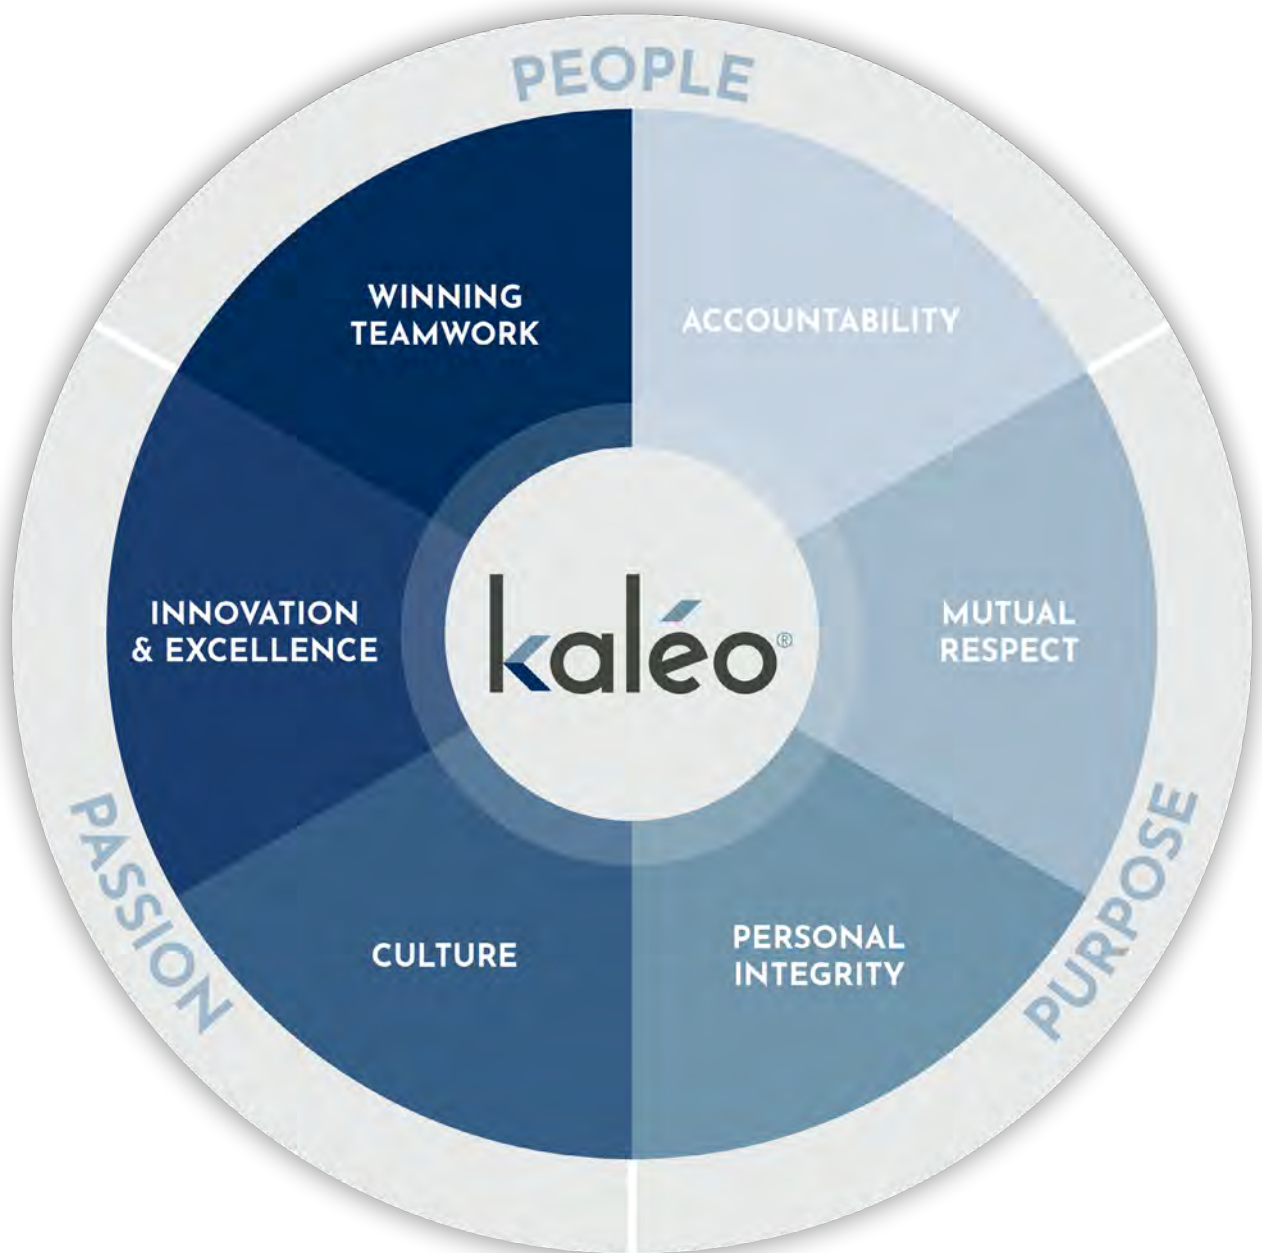 PEOPLE
WINNING
TEAMWORK
ACCOUNTABILITY
INNOVATION
& EXCELLENCE
kaléo®
MUTUAL
RESPECT
CULTURE
PERSONAL
INTEGRITY
PASSION
PURPOSE